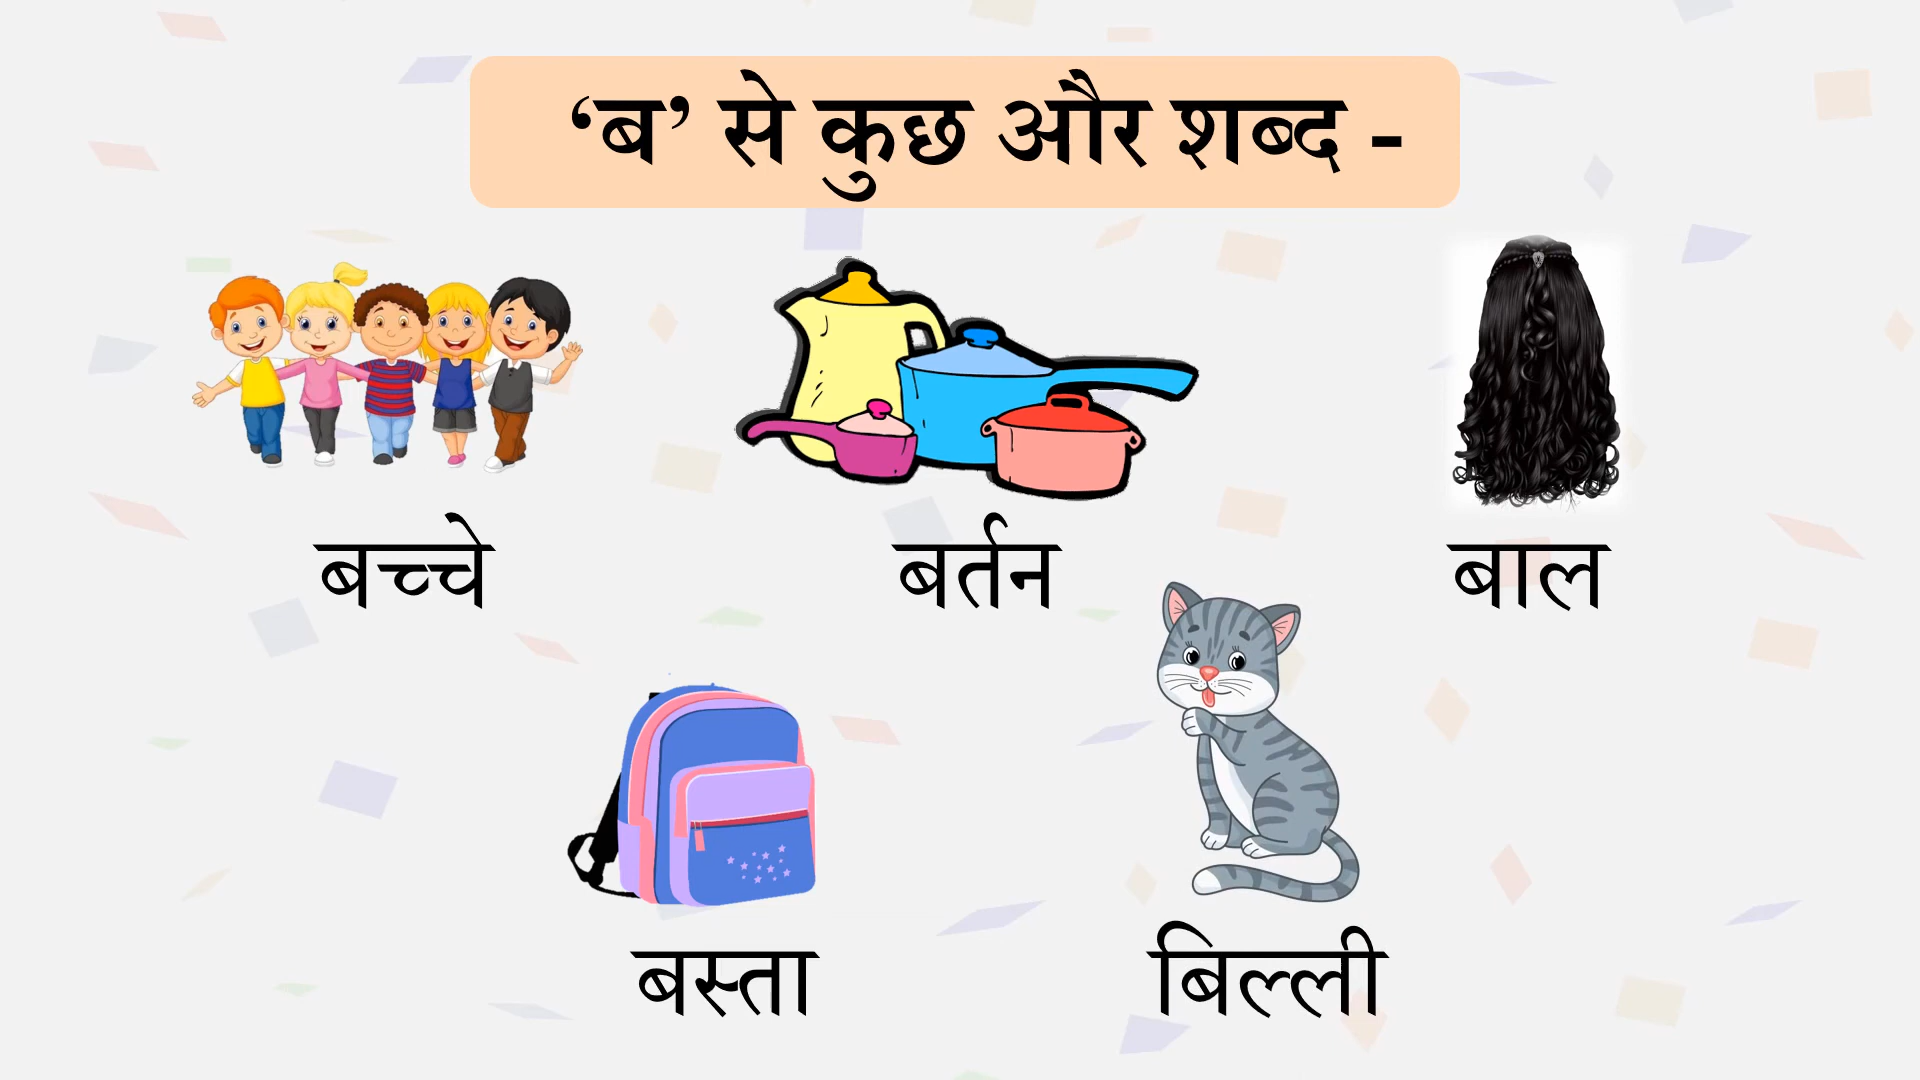 ‘ब’ से कुछ और शब्द -
बच्चे
बर्तन
बाल
बस्ता
बिल्ली